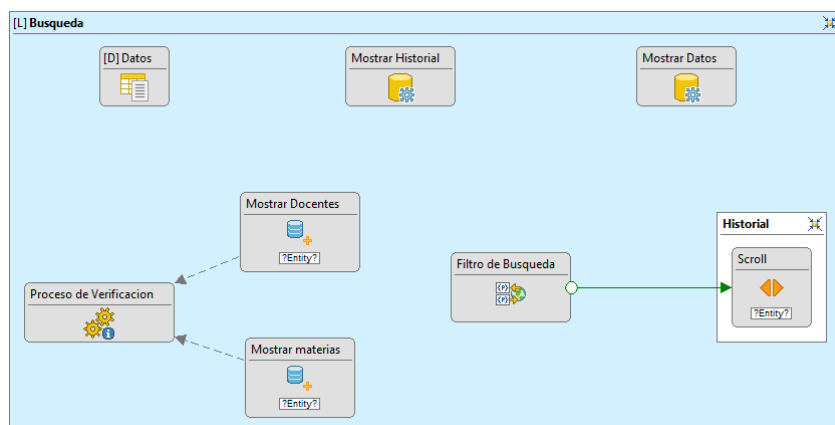 [L] Busqueda
[D] Datos
Mostrar Historial
Mostrar Datos
Mostrar Docentes
?Entity?
Historial
Filtro de Busqueda
Scroll
?Entity?
Proceso de Verificacion
Mostrar materias
?Entity?